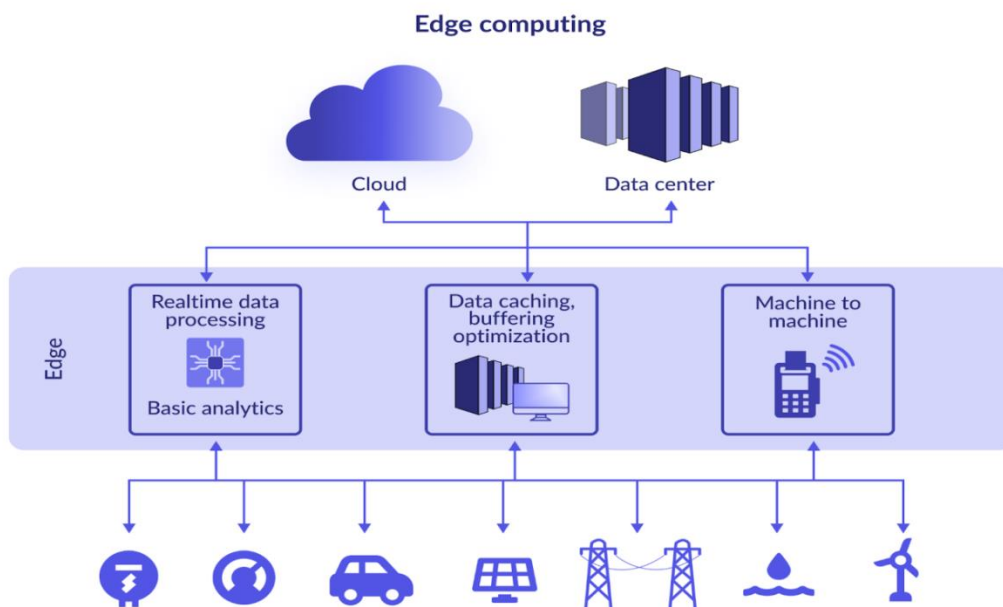 Edge computing
Cloud
Data center
Edge
Realtime data
processing
Basic analytics
Data caching,
buffering
optimization
Machine to
machine